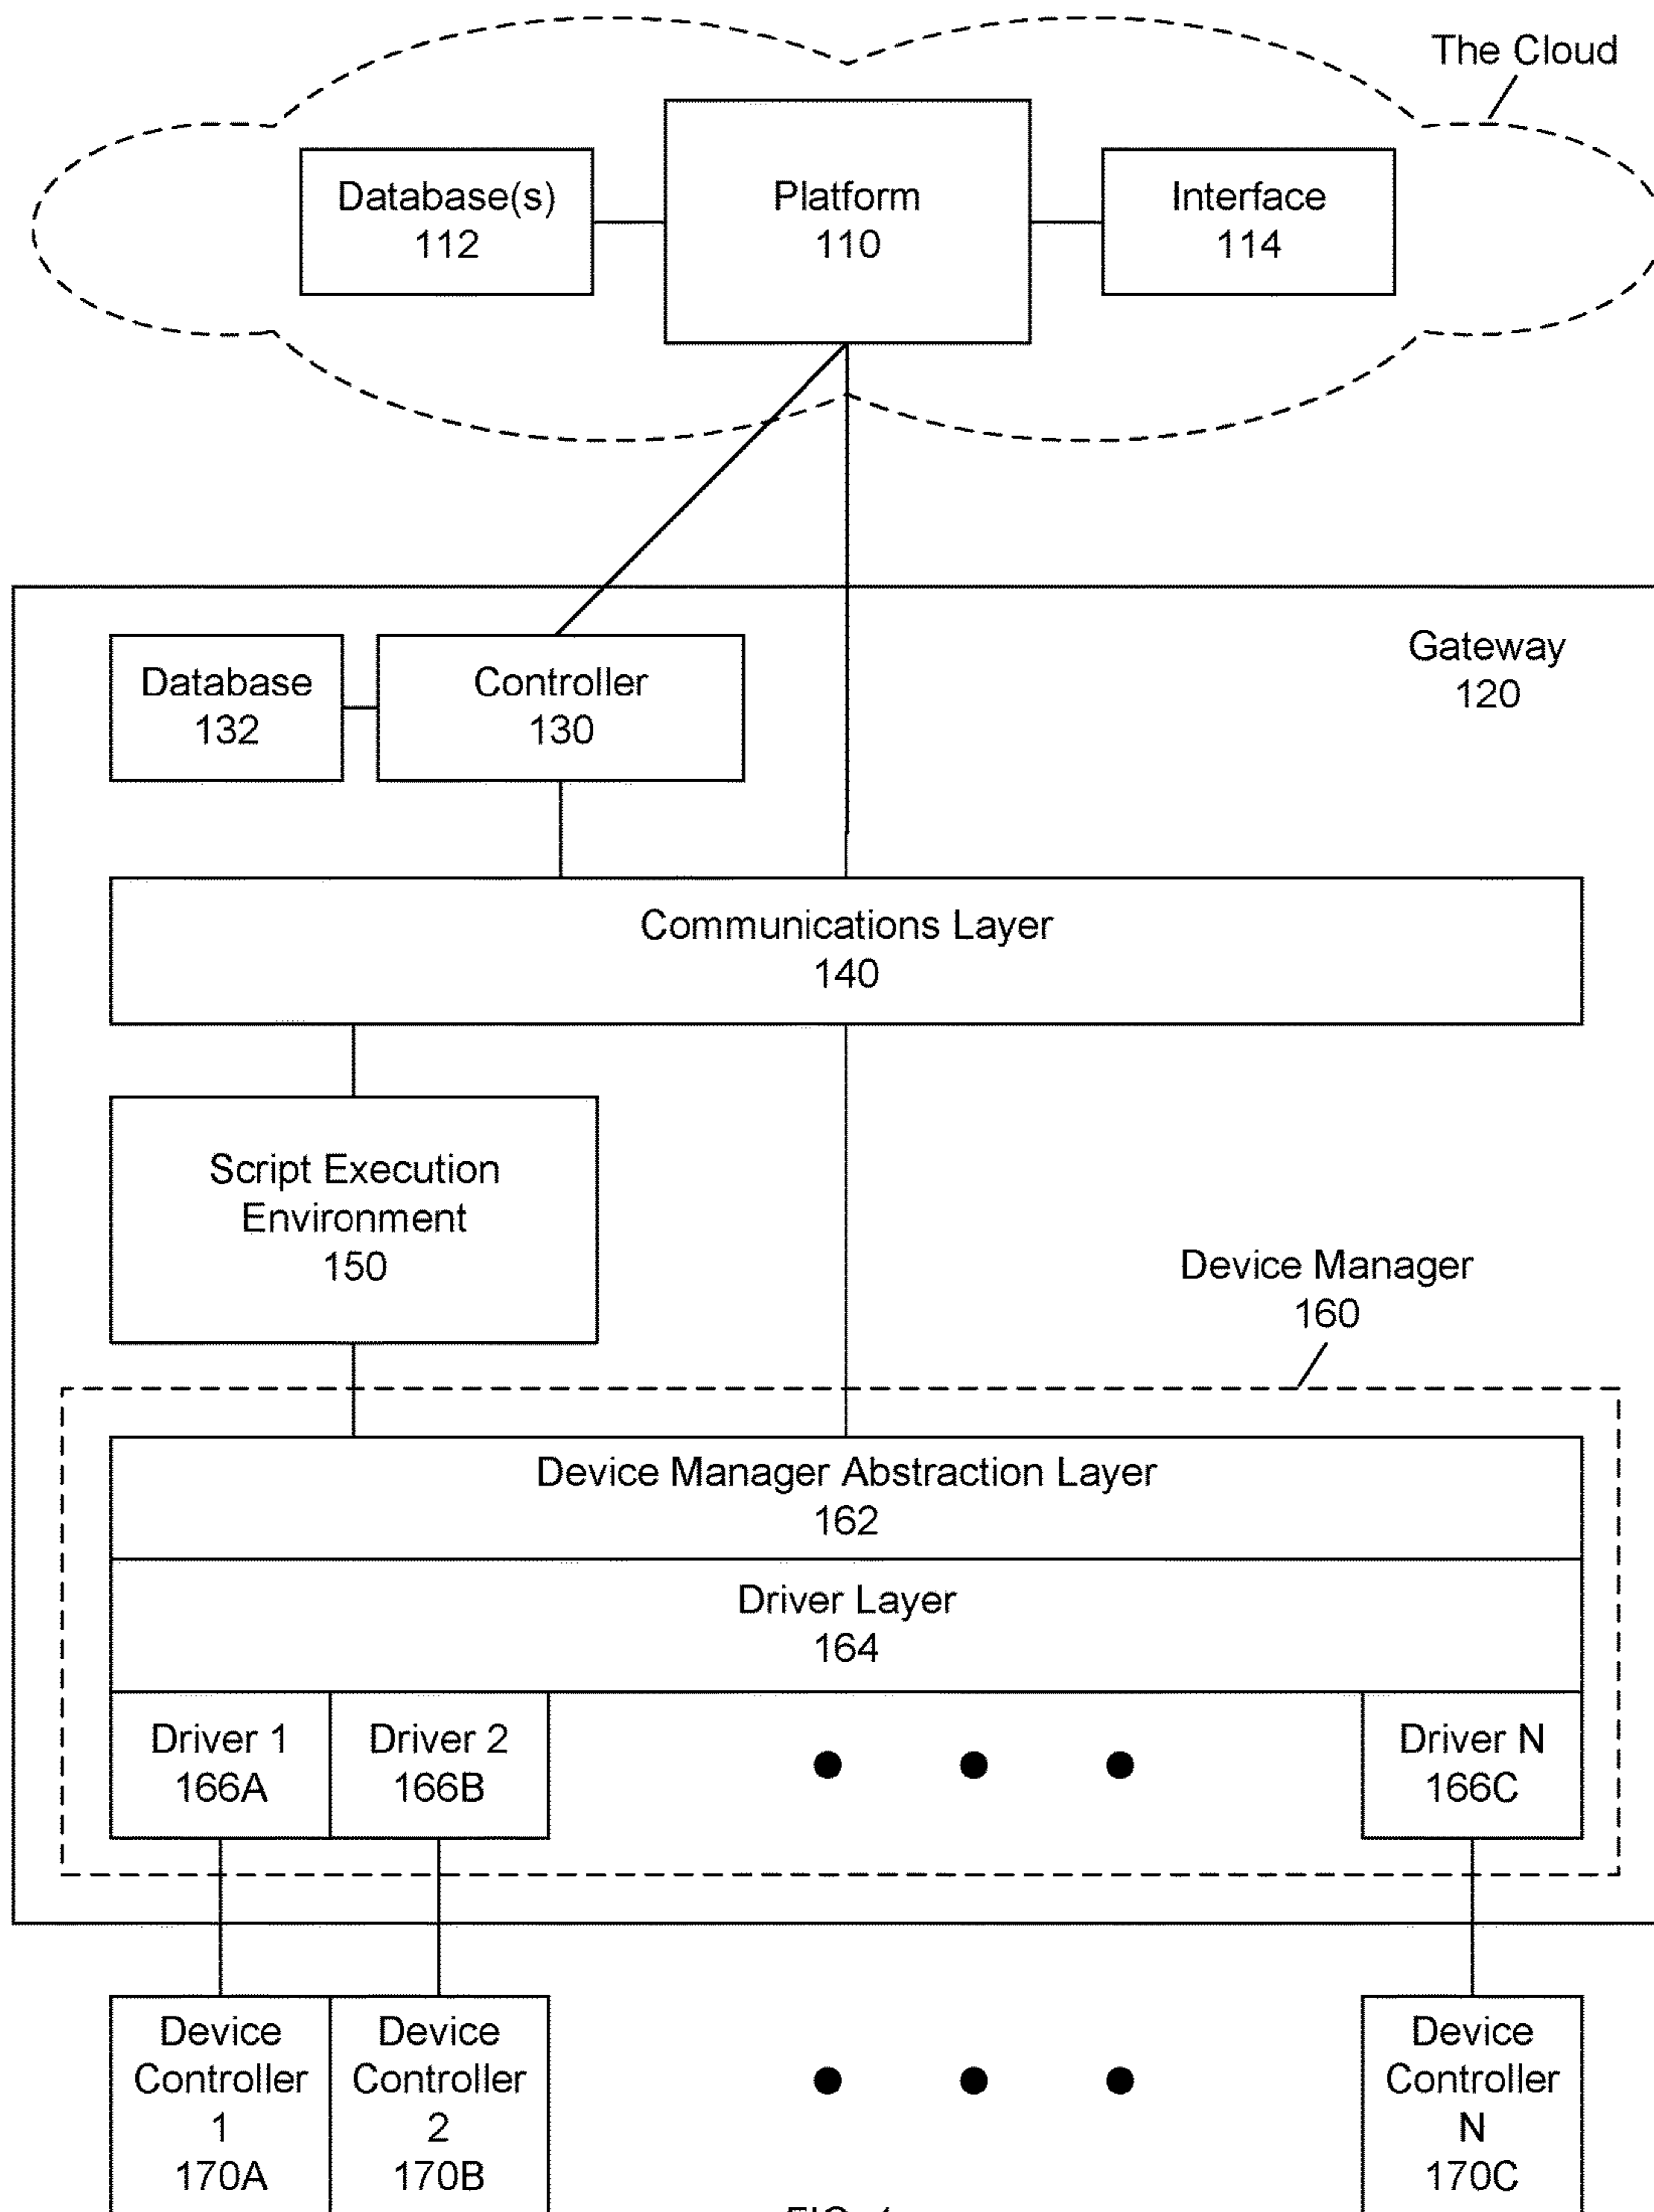 The Cloud
Database(s)
112
Platform
110
Interface
114
Gateway
120
Database
132
Controller
130
Communications Layer
140
Script Execution
Environment
150
Device Manager
160
Device Manager Abstraction Layer
162
Driver Layer
164
Driver 1
166A
Driver 2
166B
Driver N
166C
Device
Controller
1
170A
Device
Controller
2
170B
Device
Controller
N
170C